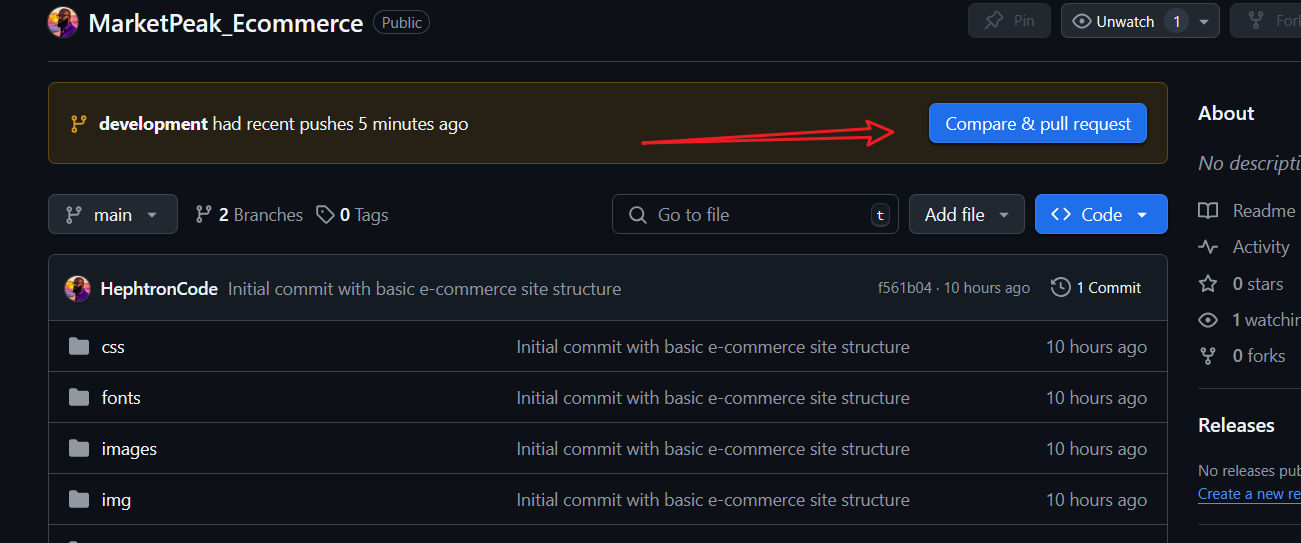 MarketPeak_Ecommerce Public Pin Unwatch 1
development had recent pushes 5 minutes ago Compare & pull request
main 2 Branches 0 Tags Go to file t Add file Code
HephtronCode Initial commit with basic e-commerce site structure f561b04 · 10 hours ago 1 Commit
css Initial commit with basic e-commerce site structure 10 hours ago
fonts Initial commit with basic e-commerce site structure 10 hours ago
images Initial commit with basic e-commerce site structure 10 hours ago
img Initial commit with basic e-commerce site structure 10 hours ago
About
No descripti
Readme
Activity
0 stars
1 watchin
0 forks
Releases
No releases pub
Create a new re